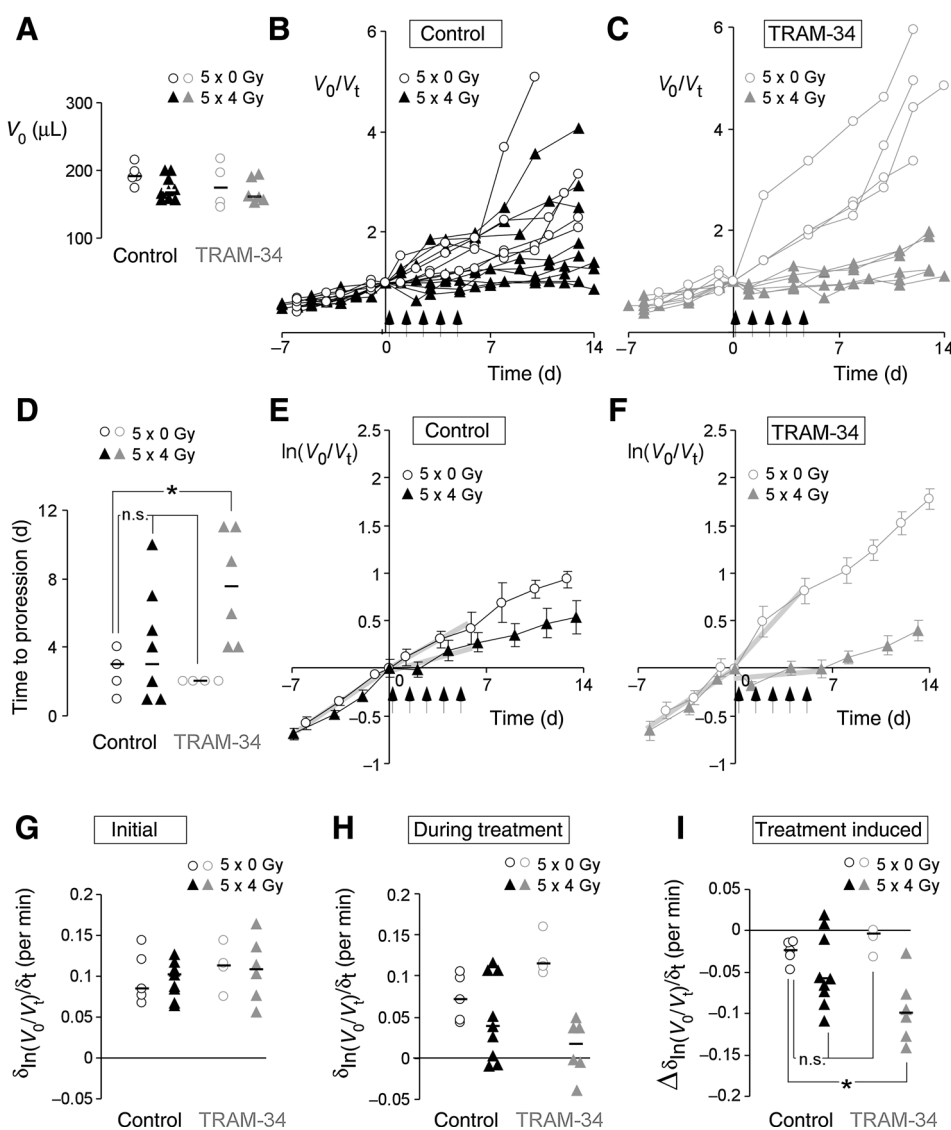 A
5 x 0 Gy
5 x 4 Gy
V0 (μL)
300
200
100
Control
TRAM-34
B
Control
V0/Vt
5 x 0 Gy
5 x 4 Gy
6
4
2
–7
0
7
14
Time (d)
C
TRAM-34
V0/Vt
5 x 0 Gy
5 x 4 Gy
6
4
2
–7
0
7
14
Time (d)
D
5 x 0 Gy
5 x 4 Gy
*
n.s.
Time to proression (d)
12
8
4
0
Control
TRAM-34
E
Control
ln(V0/Vt)
5 x 0 Gy
5 x 4 Gy
2.5
2
1.5
1
0.5
–7
0
7
14
–0.5
Time (d)
–1
F
TRAM-34
ln(V0/Vt)
5 x 0 Gy
5 x 4 Gy
2.5
2
1.5
1
0.5
–7
0
7
14
–0.5
Time (d)
–1
G
Initial
5 x 0 Gy
5 x 4 Gy
δln(V0/Vt)/δt (per min)
0.2
0.15
0.1
0.05
0
–0.05
Control
TRAM-34
H
During treatment
5 x 0 Gy
5 x 4 Gy
δln(V0/Vt)/δt (per min)
0.2
0.15
0.1
0.05
0
–0.05
Control
TRAM-34
I
Treatment induced
5 x 0 Gy
5 x 4 Gy
Δδln(V0/Vt)/δt (per min)
0.05
0
–0.05
–0.1
–0.15
–0.2
n.s.
*
Control
TRAM-34